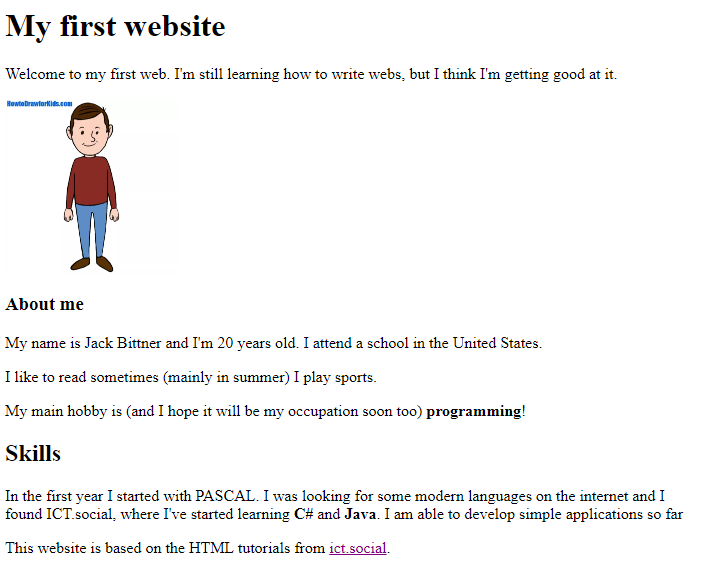 My first website
Welcome to my first web. I'm still learning how to write webs, but I think I'm getting good at it.
HowtoDrawforKids.com
About me
My name is Jack Bittner and I'm 20 years old. I attend a school in the United States.
I like to read sometimes (mainly in summer) I play sports.
My main hobby is (and I hope it will be my occupation soon too) programming!
Skills
In the first year I started with PASCAL. I was looking for some modern languages on the internet and I
found ICT.social, where I've started learning C# and Java. I am able to develop simple applications so far
This website is based on the HTML tutorials from ict.social.